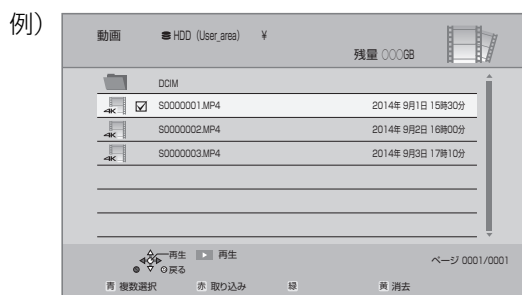 例）
動画 HDD（User_area） ¥
残量 ○○○GB
DCIM
4K S0000001.MP4 2014年 9月1日 15時30分
4K S0000002.MP4 2014年 9月2日 16時00分
4K S0000003.MP4 2014年 9月3日 17時10分
再生 再生
戻る
ページ 0001/0001
青 複数選択 赤 取り込み 緑 黄 消去